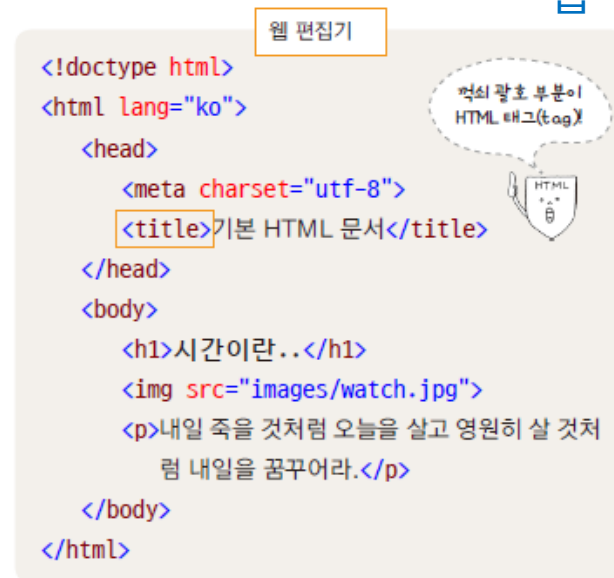 웹 편집기
<!doctype html>
<html lang="ko">
<head>
<meta charset="utf-8">
<title>기본 HTML 문서</title>
</head>
<body>
<h1>시간이란..</h1>
<img src="images/watch.jpg">
<p>내일 죽을 것처럼 오늘을 살고 영원히 살 것처
럼 내일을 꿈꾸어라.</p>
</body>
</html>
꺽쇠 괄호 부분이
HTML 태그(tag)!
HTML